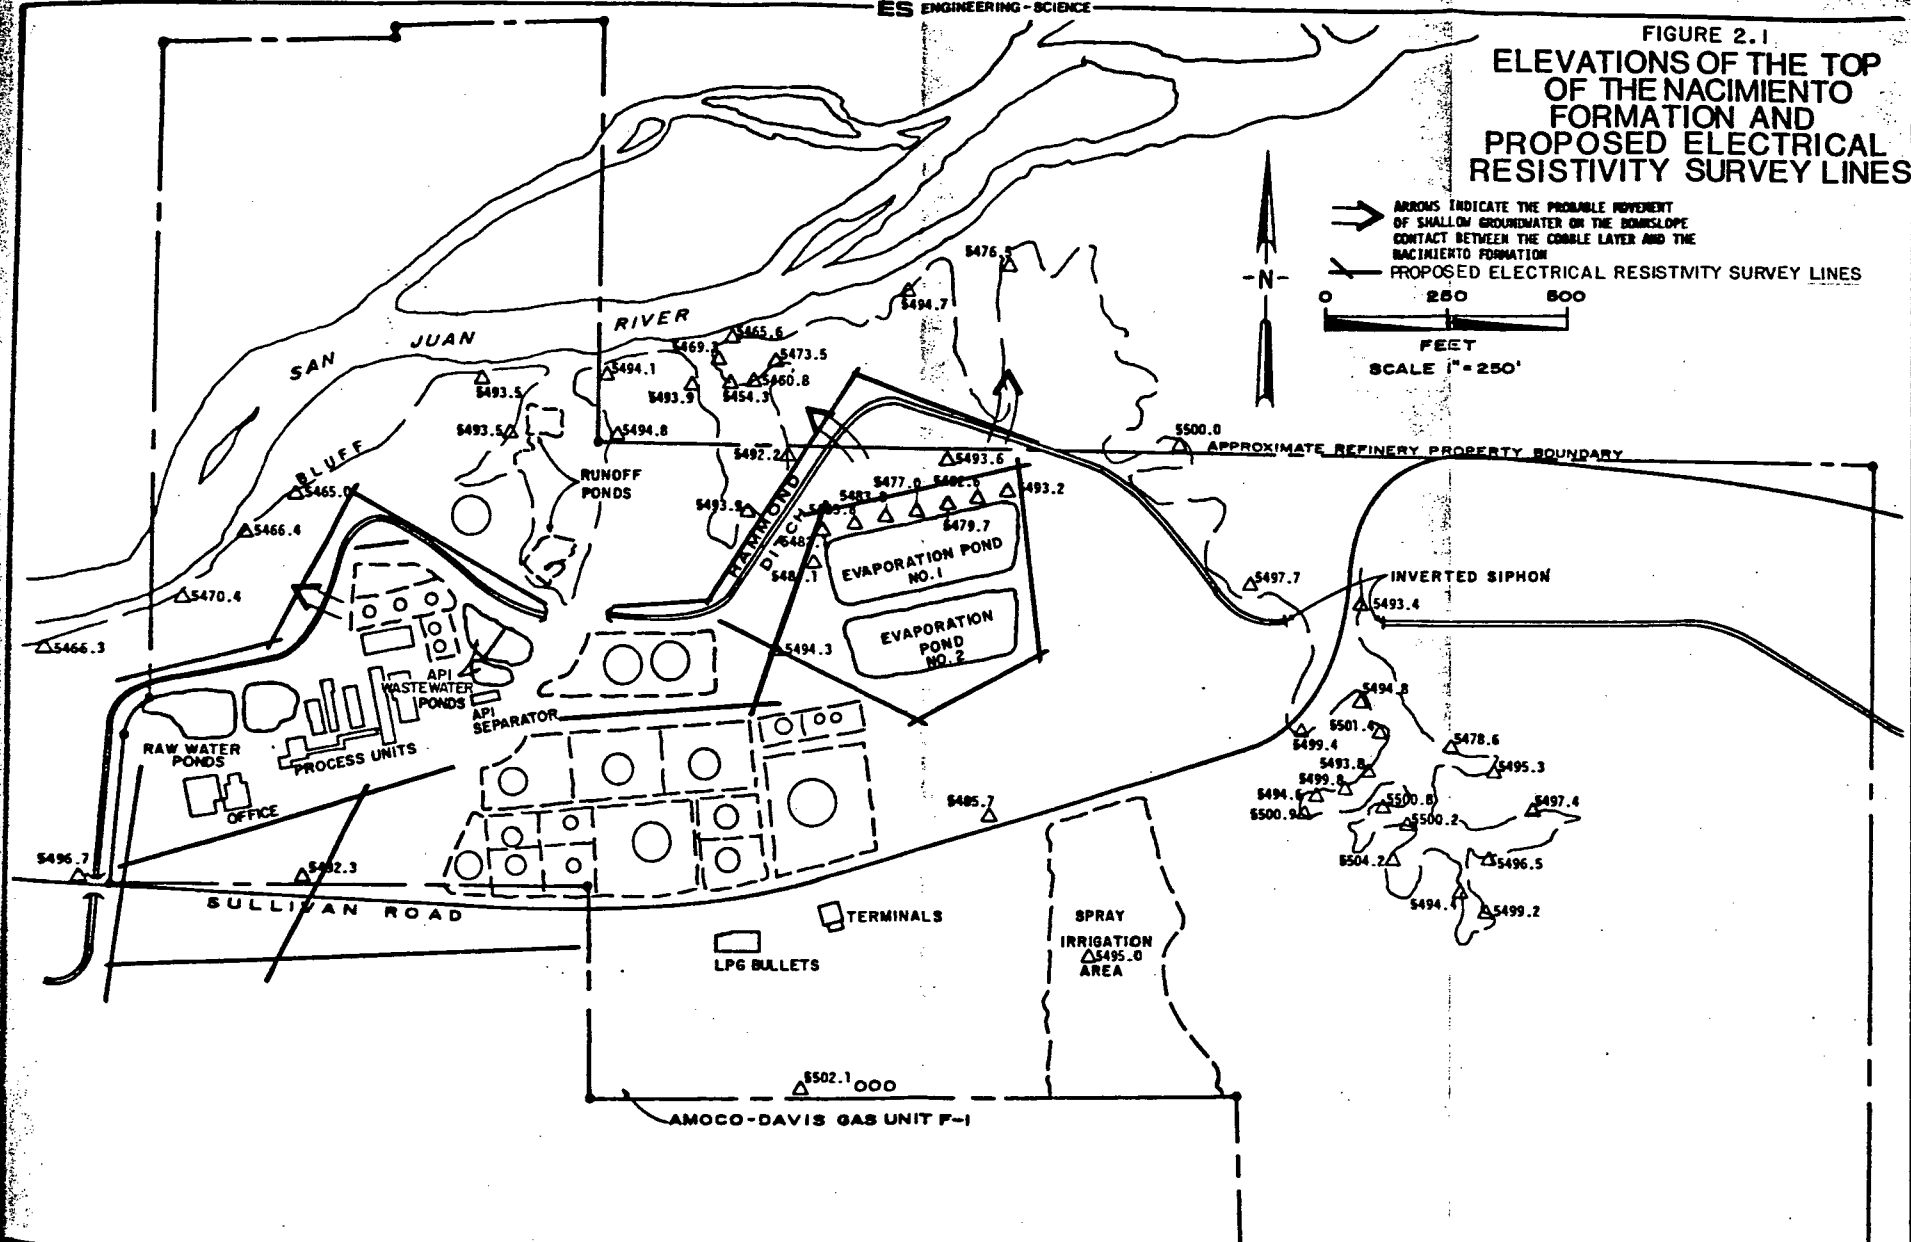 ES ENGINEERING-SCIENCE
FIGURE 2.1
ELEVATIONS OF THE TOP
OF THE NACIMIENTO
FORMATION AND
PROPOSED ELECTRICAL
RESISTIVITY SURVEY LINES
ARROWS INDICATE THE PROBABLE MOVEMENT
OF SHALLOW GROUNDWATER ON THE DOWNSLOPE
CONTACT BETWEEN THE COBBLE LAYER AND THE
NACIMIENTO FORMATION
PROPOSED ELECTRICAL RESISTIVITY SURVEY LINES
0 250 500
FEET
SCALE 1"=250'
-N-
SAN JUAN RIVER
5476.5
5494.7
5465.6
5473.5
5460.8
5454.3
5493.9
5494.1
5493.5
5493.5
5494.8
BLUFF
5465.0
5466.4
5470.4
5466.3
RUNOFF
PONDS
5492.2
5493.6
5500.0
APPROXIMATE REFINERY PROPERTY BOUNDARY
5477.0
5493.2
5479.7
HAMMOND
DITCH
EVAPORATION POND
NO. 1
EVAPORATION
POND
NO. 2
5494.3
5497.7
INVERTED SIPHON
5493.4
API
WASTEWATER
PONDS
API
SEPARATOR
RAW WATER
PONDS
PROCESS UNITS
OFFICE
5494.8
5501.4
5499.4
5478.6
5493.8
5495.3
5499.8
5494.6
5500.9
5500.8
5500.2
5497.4
5504.2
5496.5
5494.4
5499.2
5485.7
5496.7
5492.3
SULLIVAN ROAD
TERMINALS
LPG BULLETS
SPRAY
IRRIGATION
5495.0
AREA
5502.1
AMOCO-DAVIS GAS UNIT F-1